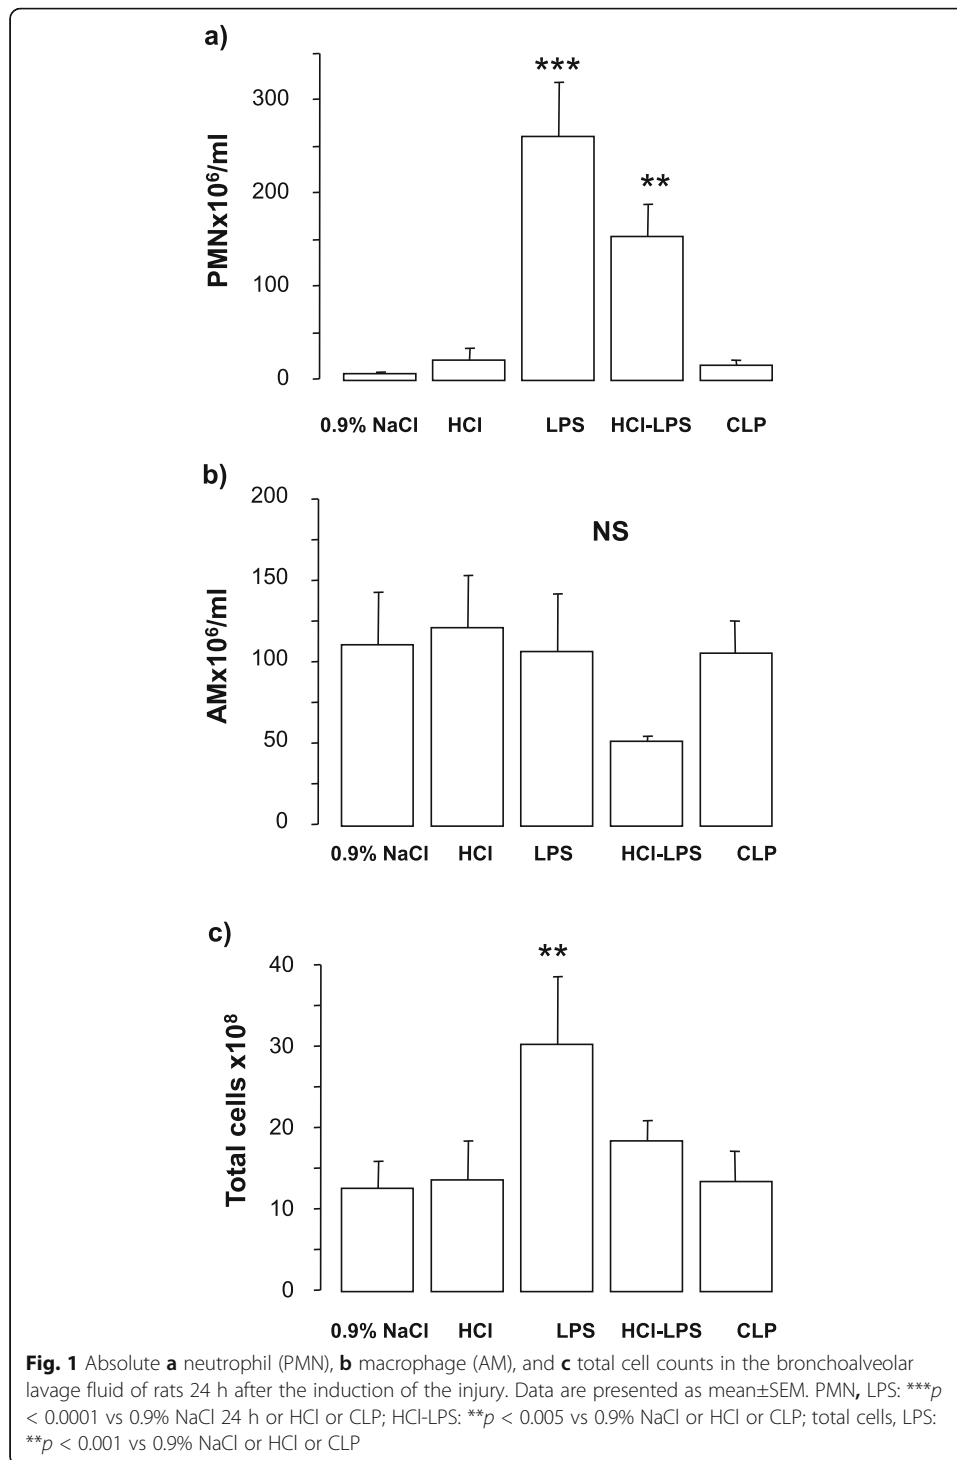 a)
***
300
**
200
PMNx10⁶/ml
100
0
0.9% NaCl HCl LPS HCl-LPS CLP
b)
200
NS
150
AMx10⁶/ml
100
50
0
0.9% NaCl HCl LPS HCl-LPS CLP
c)
**
40
30
Total cells x10⁸
20
10
0
0.9% NaCl HCl LPS HCl-LPS CLP
Fig. 1 Absolute a neutrophil (PMN), b macrophage (AM), and c total cell counts in the bronchoalveolar
lavage fluid of rats 24 h after the induction of the injury. Data are presented as mean±SEM. PMN, LPS: ***p
< 0.0001 vs 0.9% NaCl 24 h or HCl or CLP; HCl-LPS: **p < 0.005 vs 0.9% NaCl or HCl or CLP; total cells, LPS:
**p < 0.001 vs 0.9% NaCl or HCl or CLP